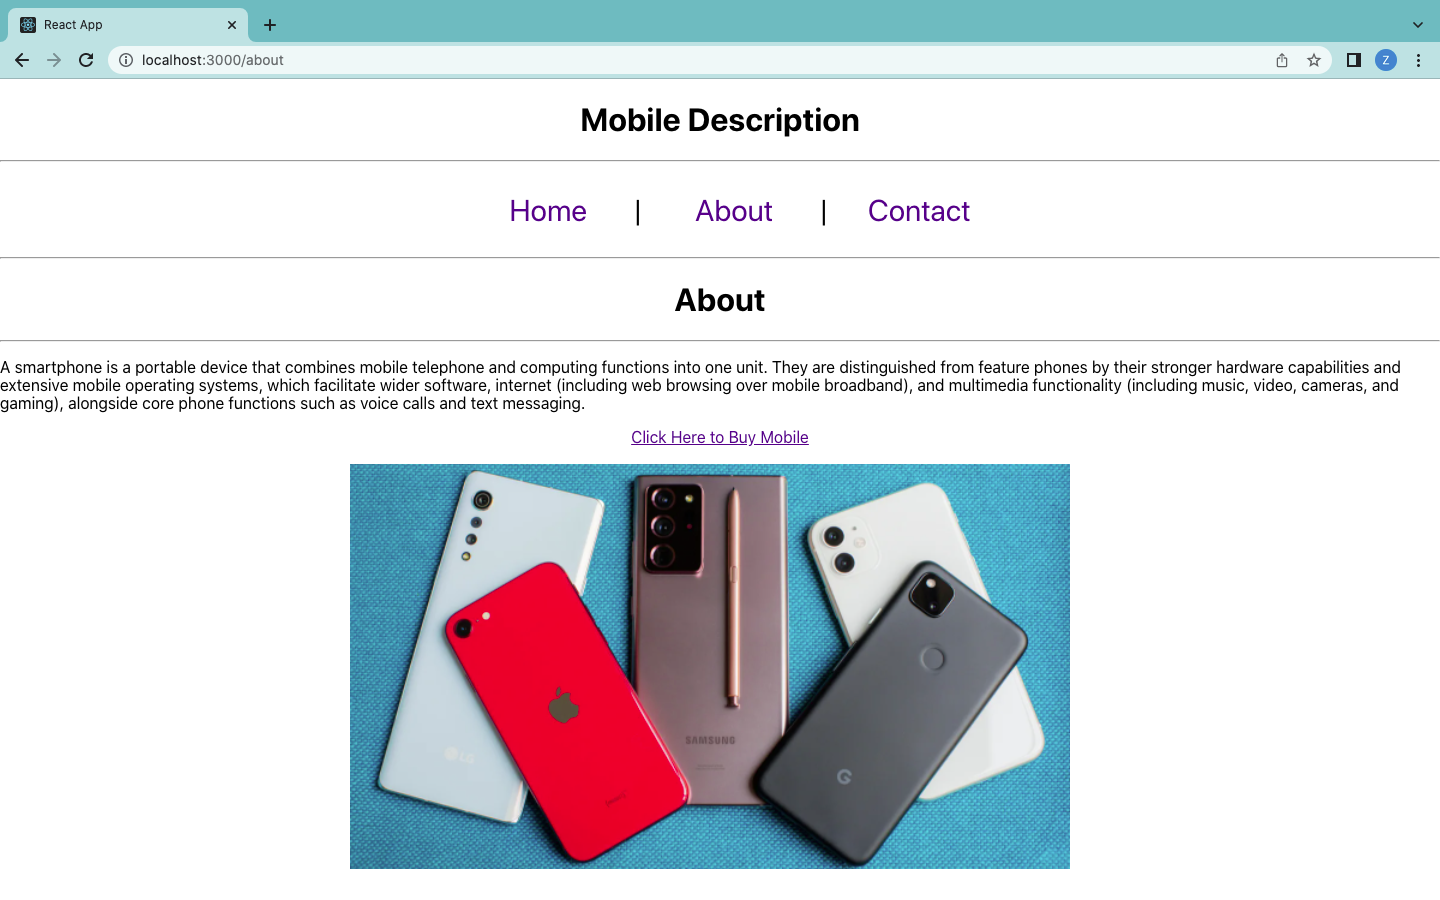 React App
localhost:3000/about
Z
Mobile Description
Home | About | Contact
About
A smartphone is a portable device that combines mobile telephone and computing functions into one unit. They are distinguished from feature phones by their stronger hardware capabilities and
extensive mobile operating systems, which facilitate wider software, internet (including web browsing over mobile broadband), and multimedia functionality (including music, video, cameras, and
gaming), alongside core phone functions such as voice calls and text messaging.
Click Here to Buy Mobile
LG
SAMSUNG
G